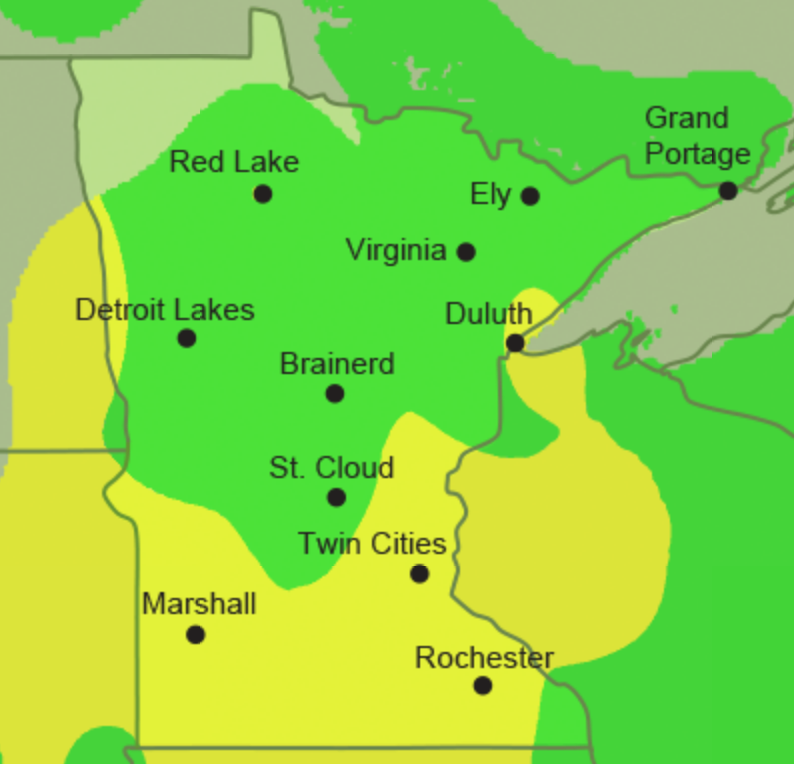 Grand
Portage
Red Lake
Ely
Virginia
Detroit Lakes
Duluth
Brainerd
St. Cloud
Twin Cities
Marshall
Rochester